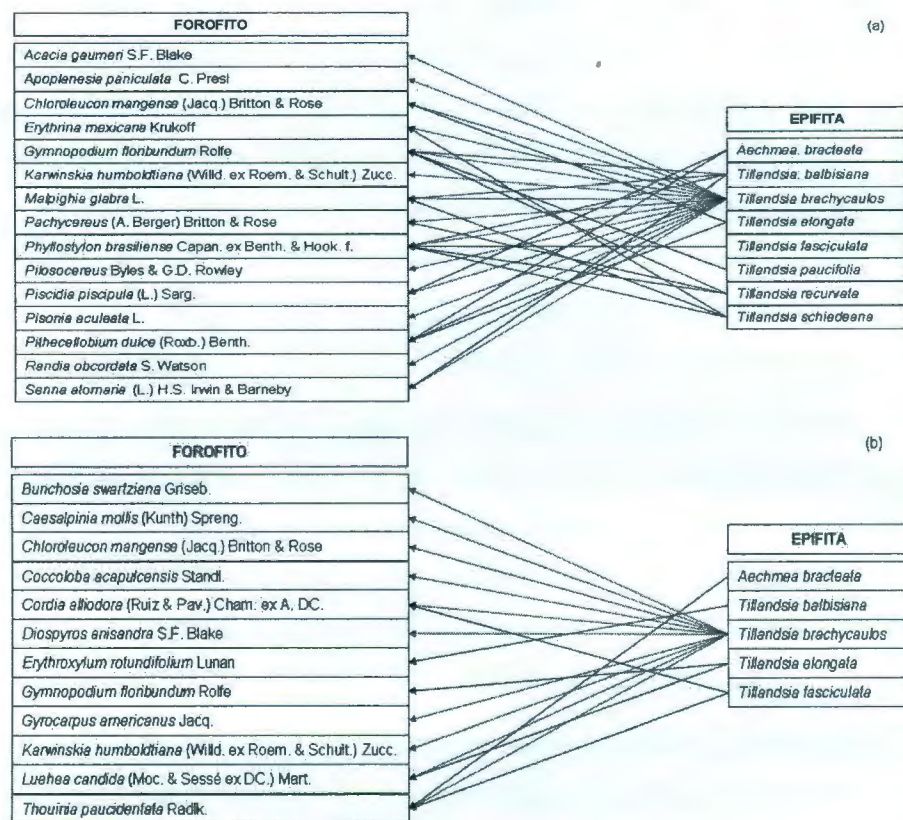 FOROFITO
(a)
Acacia gaumeri S.F. Blake
Apoplanesia paniculata C. Presl
Chloroleucon mangense (Jacq.) Britton & Rose
Erythrina mexicana Krukoff
Gymnopodium floribundum Rolfe
Karwinskia humboldtiana (Willd. ex Roem. & Schult.) Zucc.
Malpighia glabra L.
Pachycereus (A. Berger) Britton & Rose
Phyllostylon brasiliense Capan. ex Benth. & Hook. f.
Pilosocereus Byles & G.D. Rowley
Piscidia piscipula (L.) Sarg.
Pisonia aculeata L.
Pithecellobium dulce (Roxb.) Benth.
Randia obcordata S. Watson
Senna atomaria (L.) H.S. Irwin & Barneby
EPIFITA
Aechmea. bracteata
Tillandsia. balbisiana
Tillandsia brachycaulos
Tillandsia elongata
Tillandsia fasciculata
Tillandsia paucifolia
Tillandsia recurvata
Tillandsia schiedeana
FOROFITO
(b)
Bunchosia swartziana Griseb.
Caesalpinia mollis (Kunth) Spreng.
Chloroleucon mangense (Jacq.) Britton & Rose
Coccoloba acapulcensis Standl.
Cordia alliodora (Ruiz & Pav.) Cham. ex A. DC.
Diospyros anisandra S.F. Blake
Erythroxylum rotundifolium Lunan
Gymnopodium floribundum Rolfe
Gyrocarpus americanus Jacq.
Karwinskia humboldtiana (Willd. ex Roem. & Schult.) Zucc.
Luehea candida (Moc. & Sessé ex DC.) Mart.
Thouinia paucidentata Radlk.
EPÍFITA
Aechmea bracteata
Tillandsia balbisiana
Tillandsia brachycaulos
Tillandsia elongata
Tillandsia fasciculata